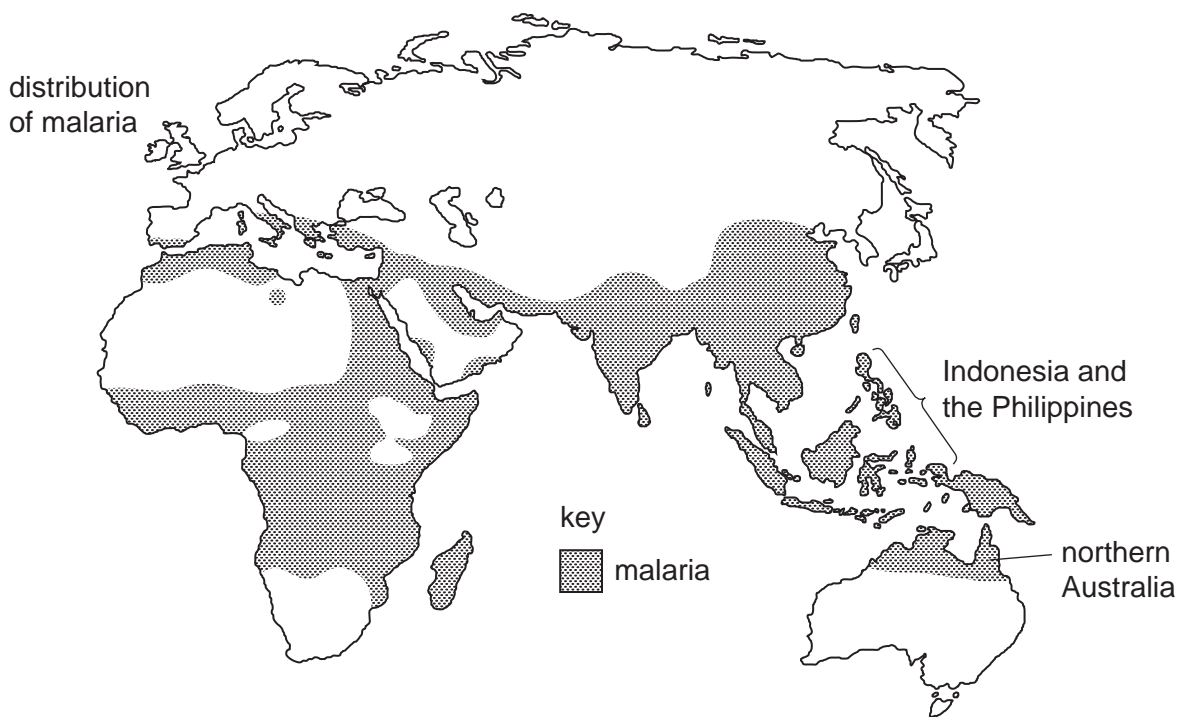 distribution
of malaria
Indonesia and
the Philippines
key
malaria
northern
Australia